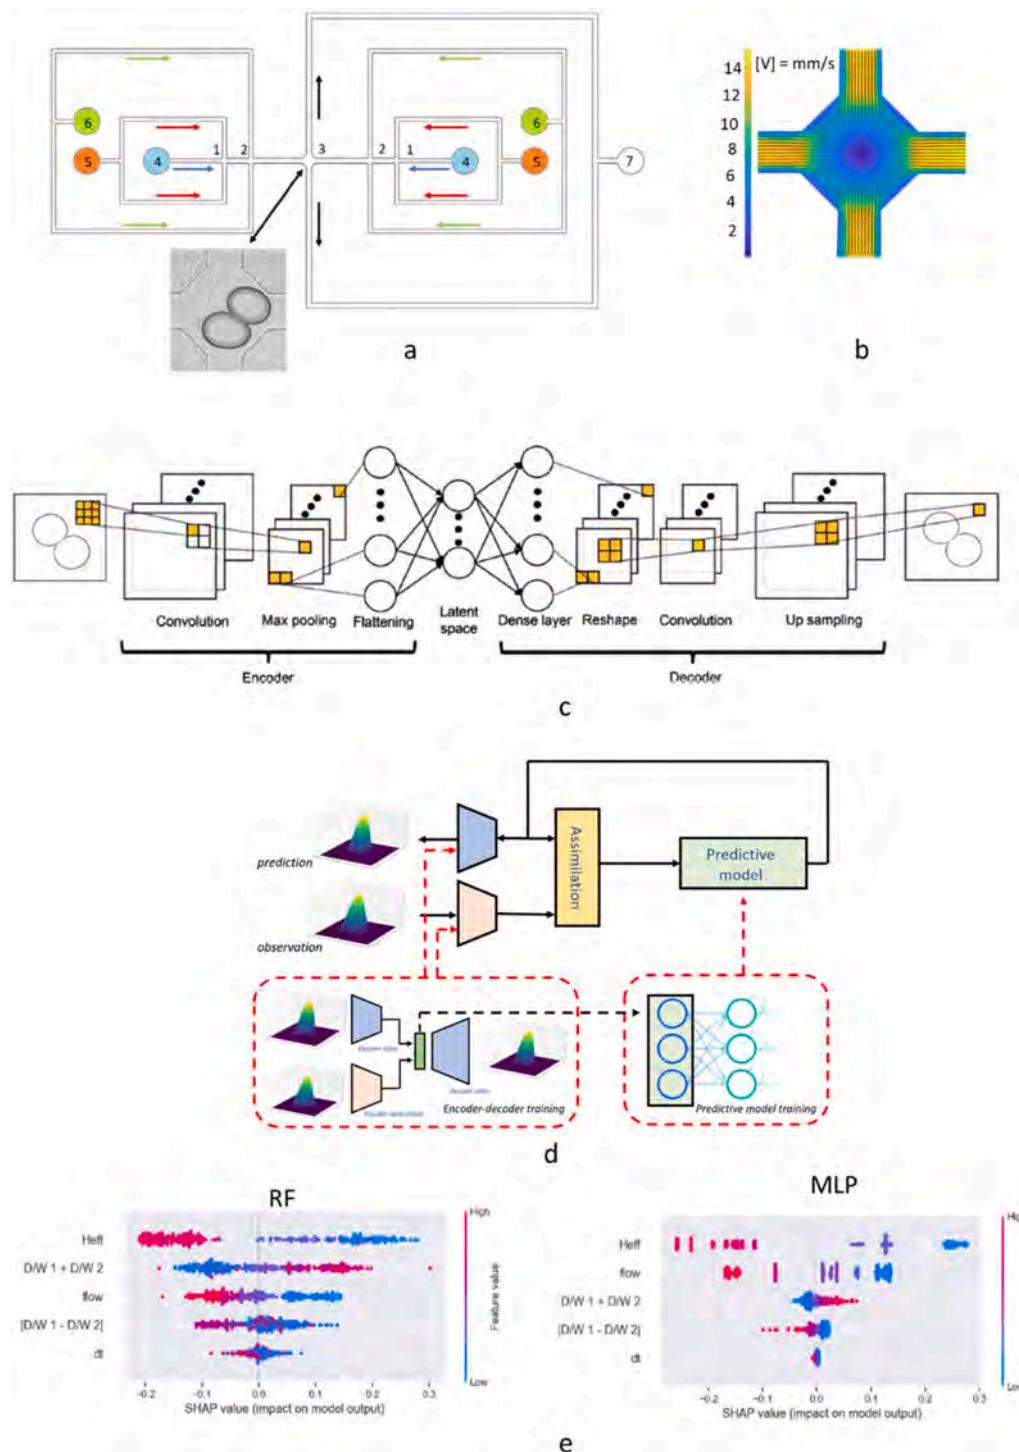 6
5
4
1
2
3
2
1
4
6
5
7
a
14
12
10
8
6
4
2
[V] = mm/s
b
Convolution
Max pooling
Flattening
Latent
space
Dense layer
Reshape
Convolution
Up sampling
Encoder
Decoder
c
prediction
observation
Assimilation
Predictive
model
Encoder-decoder training
Predictive model training
d
RF
Heff
D/W 1 + D/W 2
flow
|D/W 1 - D/W 2|
dt
-0.2
-0.1
0.0
0.1
0.2
0.3
SHAP value (impact on model output)
High
Feature value
Low
MLP
Heff
flow
D/W 1 + D/W 2
|D/W 1 - D/W 2|
dt
-0.2
-0.1
0.0
0.1
0.2
0.3
SHAP value (impact on model output)
Low
e